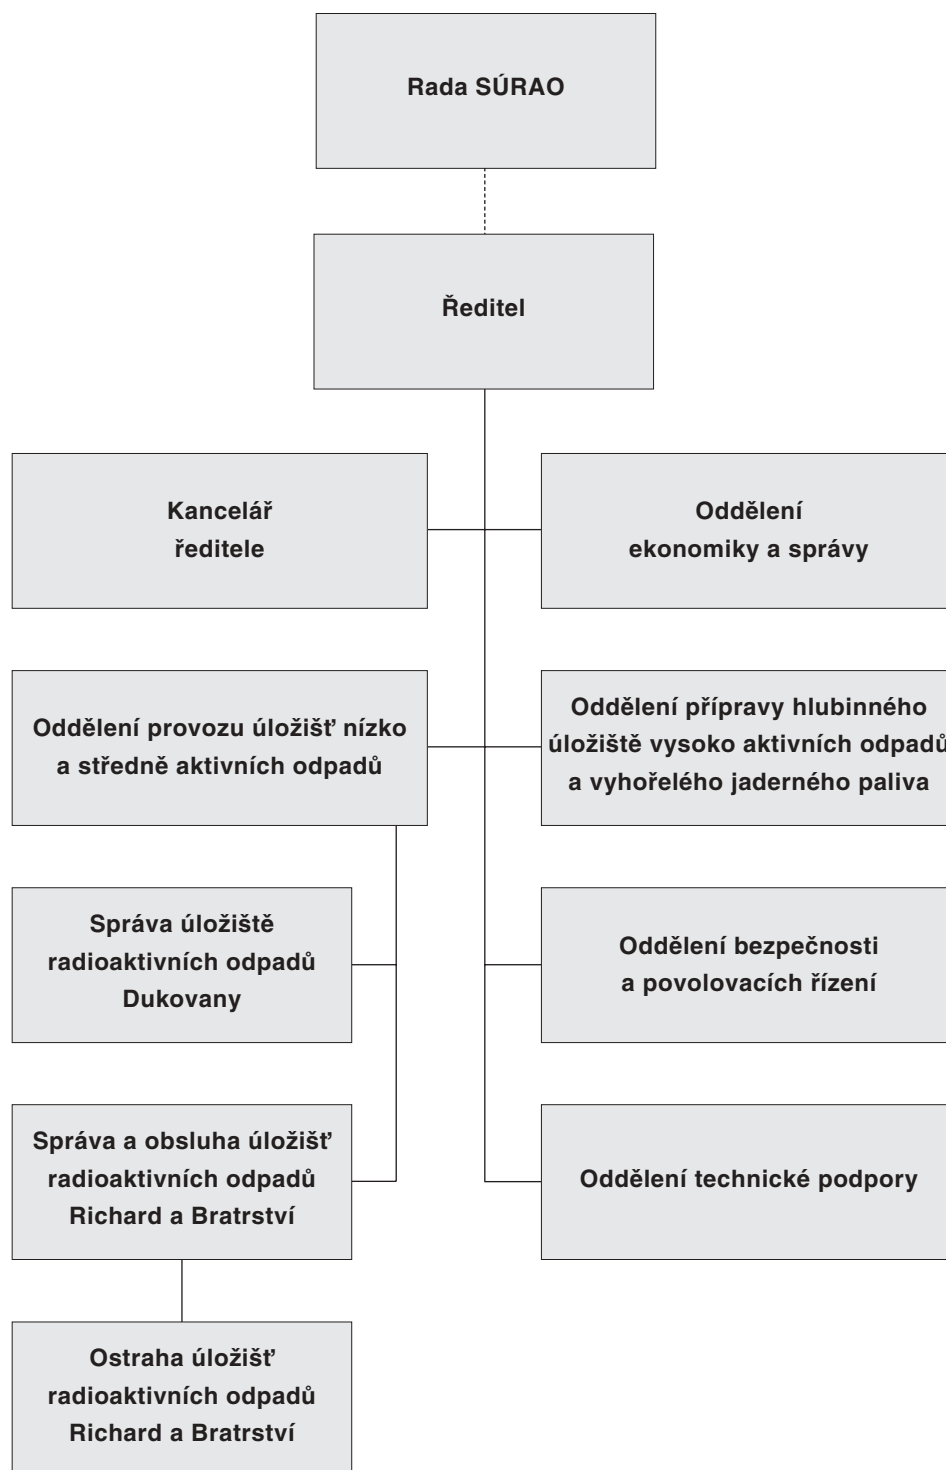 Rada SÚRAO
Ředitel
Kancelář
ředitele
Oddělení
ekonomiky a správy
Oddělení provozu úložišť nízko
a středně aktivních odpadů
Oddělení přípravy hlubinného
úložiště vysoko aktivních odpadů
a vyhořelého jaderného paliva
Správa úložiště
radioaktivních odpadů
Dukovany
Oddělení bezpečnosti
a povolovacích řízení
Správa a obsluha úložišť
radioaktivních odpadů
Richard a Bratrství
Oddělení technické podpory
Ostraha úložišť
radioaktivních odpadů
Richard a Bratrství